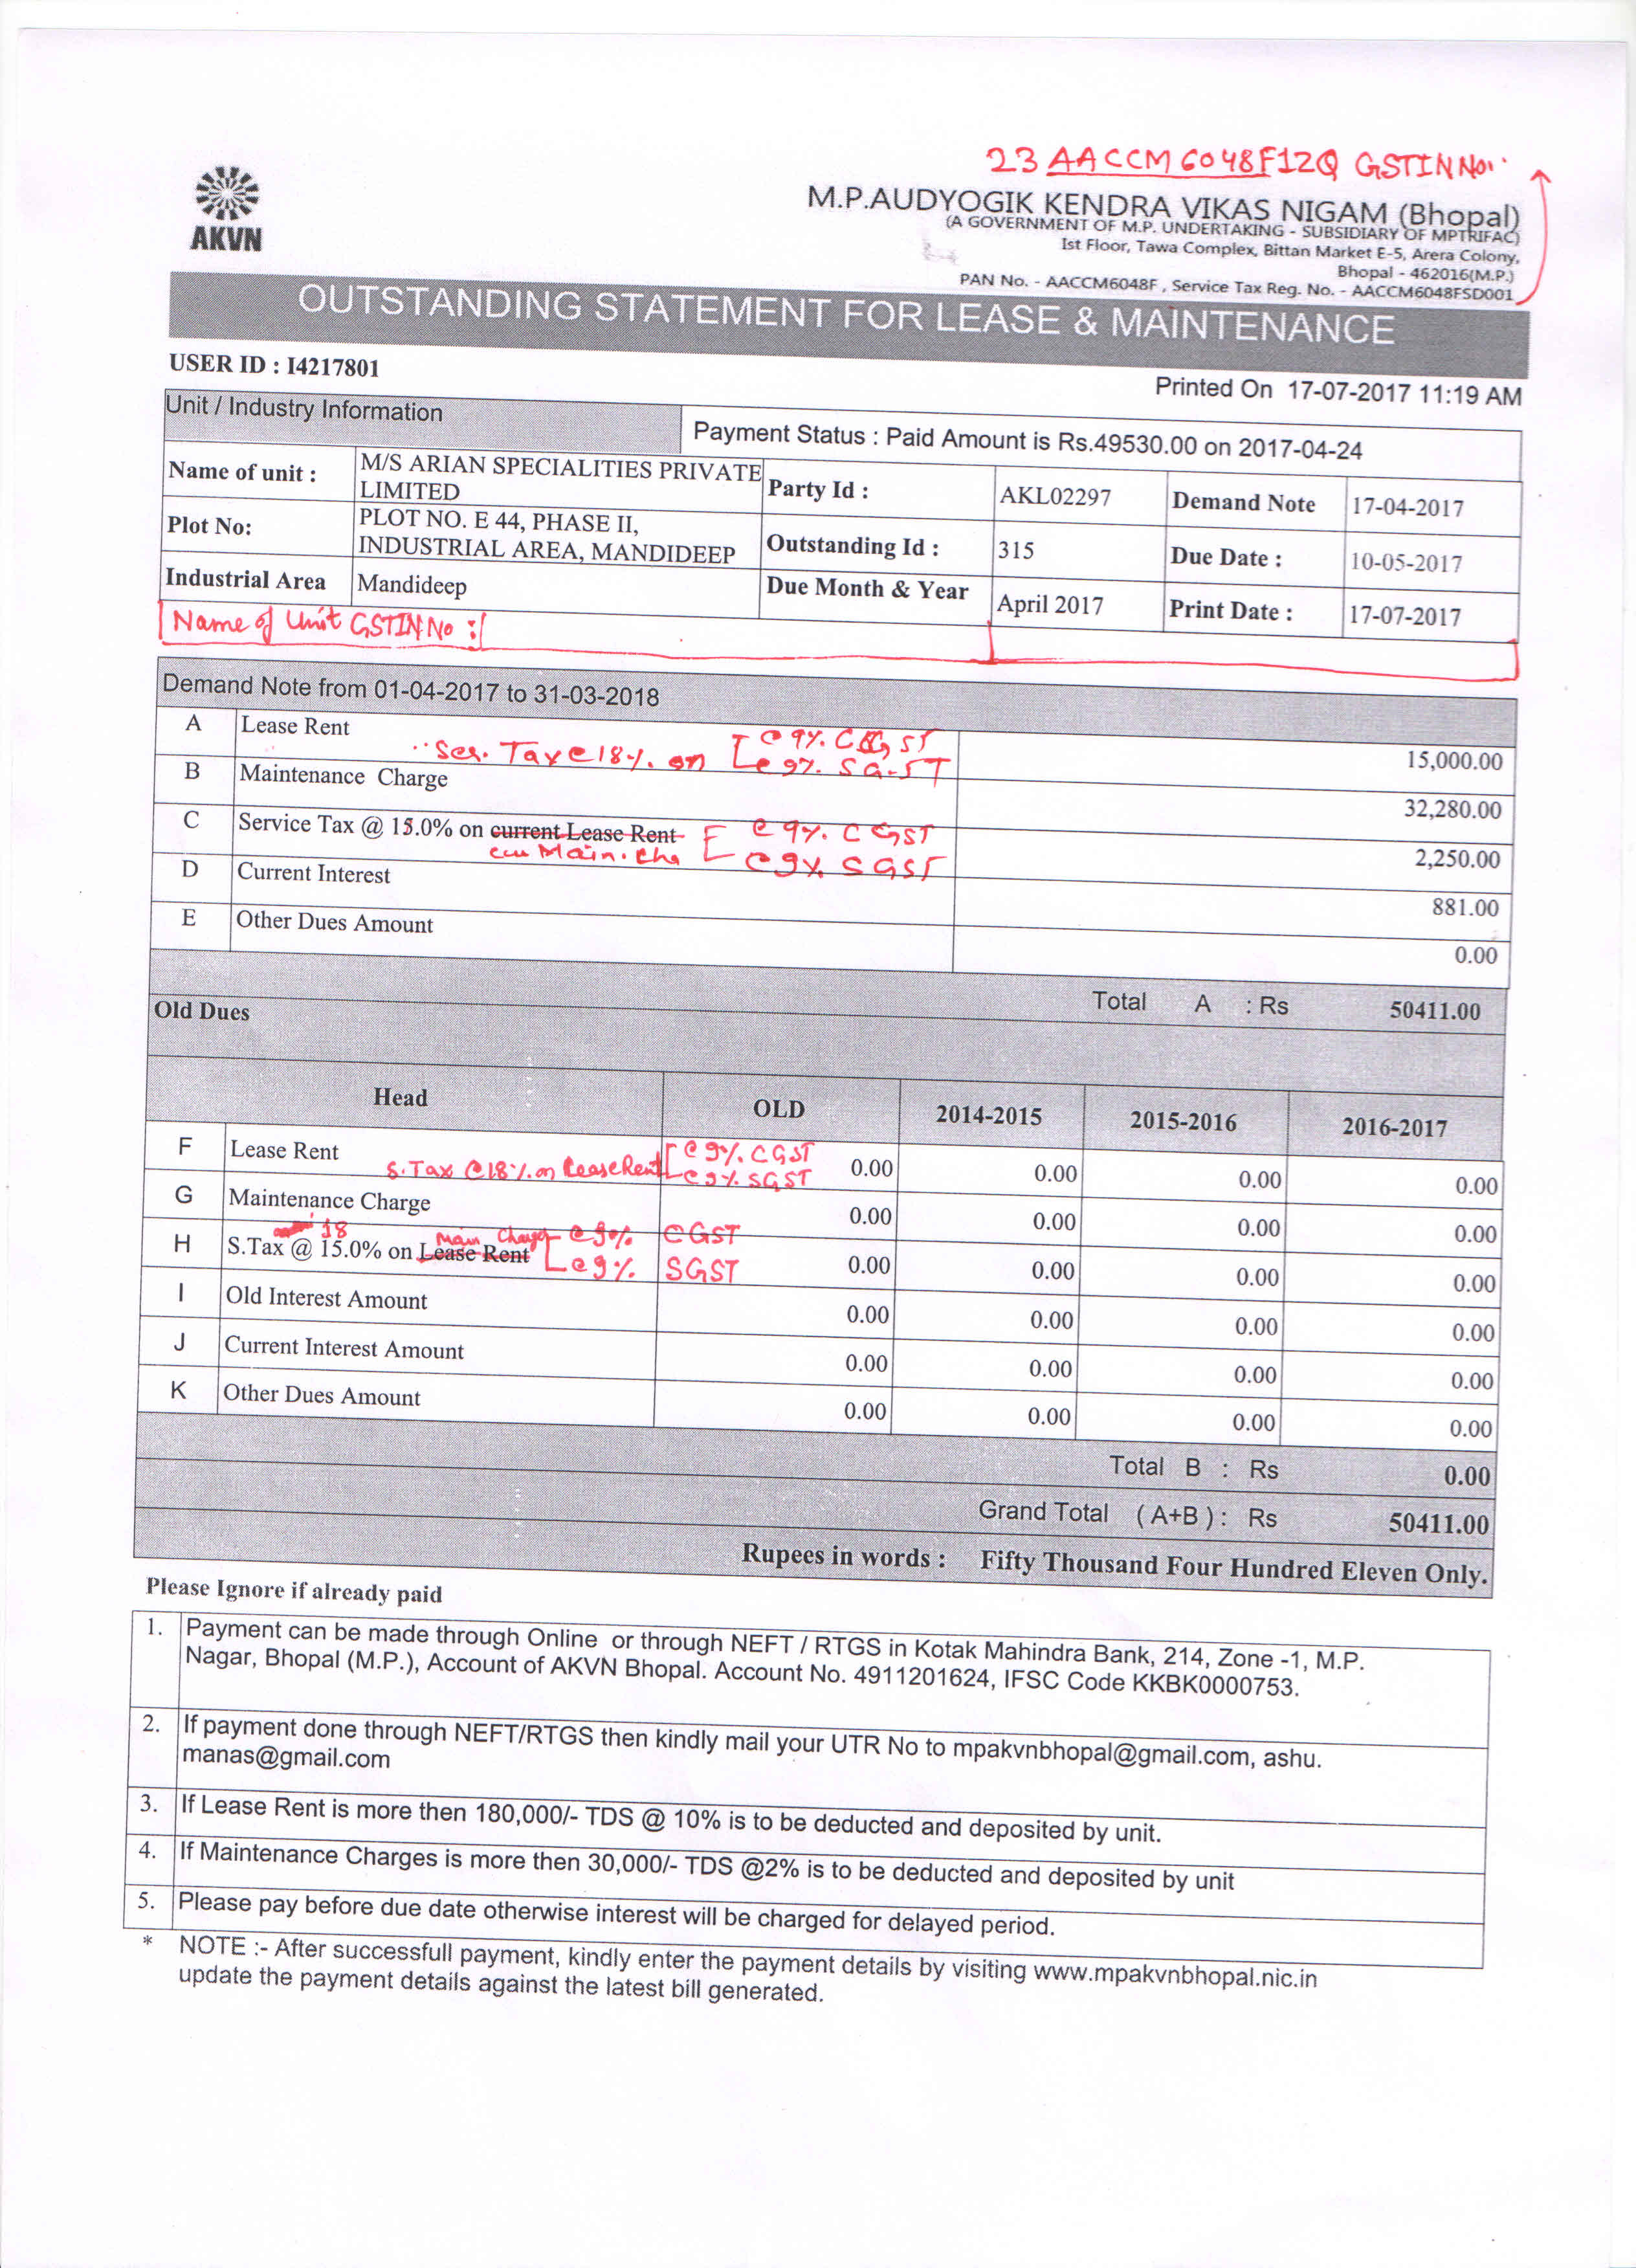 23 AACCM6048F1ZQ GSTIN No.
AKVN
M.P.AUDYOGIK KENDRA VIKAS NIGAM (Bhopal)
(A GOVERNMENT OF M.P. UNDERTAKING - SUBSIDIARY OF MPTRIFAC)
Ist Floor, Tawa Complex, Bittan Market E-5, Arera Colony,
Bhopal - 462016(M.P.)
PAN No. - AACCM6048F , Service Tax Reg. No. - AACCM6048FSD001
OUTSTANDING STATEMENT FOR LEASE & MAINTENANCE
USER ID : I4217801
Printed On 17-07-2017 11:19 AM
Unit / Industry Information
Payment Status : Paid Amount is Rs.49530.00 on 2017-04-24
Name of unit : M/S ARIAN SPECIALITIES PRIVATE LIMITED Party Id : AKL02297 Demand Note 17-04-2017
Plot No: PLOT NO. E 44, PHASE II, INDUSTRIAL AREA, MANDIDEEP Outstanding Id : 315 Due Date : 10-05-2017
Industrial Area Mandideep Due Month & Year April 2017 Print Date : 17-07-2017
Name of Unit GSTIN No :
Demand Note from 01-04-2017 to 31-03-2018
A Lease Rent 15,000.00
Ser. Tax @ 18%. on @ 9%. CGST
@ 9%. SGST
B Maintenance Charge 32,280.00
C Service Tax @ 15.0% on current Lease Rent @ 9%. CGST 2,250.00
cu Main. Cha @ 9% SGST
D Current Interest 881.00
E Other Dues Amount 0.00
Total A : Rs 50411.00
Old Dues
Head OLD 2014-2015 2015-2016 2016-2017
F Lease Rent @ 9%. CGST 0.00 0.00 0.00 0.00
S.Tax @18%.on Lease Rent @ 9%. SGST
G Maintenance Charge 0.00 0.00 0.00 0.00
18 Main Charges @ 9% CGST
H S.Tax @ 15.0% on Lease Rent @ 9%. SGST 0.00 0.00 0.00 0.00
I Old Interest Amount 0.00 0.00 0.00 0.00
J Current Interest Amount 0.00 0.00 0.00 0.00
K Other Dues Amount 0.00 0.00 0.00 0.00
Total B : Rs 0.00
Grand Total (A+B): Rs 50411.00
Rupees in words : Fifty Thousand Four Hundred Eleven Only.
Please Ignore if already paid
1. Payment can be made through Online or through NEFT / RTGS in Kotak Mahindra Bank, 214, Zone -1, M.P.
Nagar, Bhopal (M.P.), Account of AKVN Bhopal. Account No. 4911201624, IFSC Code KKBK0000753.
2. If payment done through NEFT/RTGS then kindly mail your UTR No to mpakvnbhopal@gmail.com, ashu.
manas@gmail.com
3. If Lease Rent is more then 180,000/- TDS @ 10% is to be deducted and deposited by unit.
4. If Maintenance Charges is more then 30,000/- TDS @2% is to be deducted and deposited by unit
5. Please pay before due date otherwise interest will be charged for delayed period.
* NOTE :- After successfull payment, kindly enter the payment details by visiting www.mpakvnbhopal.nic.in
update the payment details against the latest bill generated.